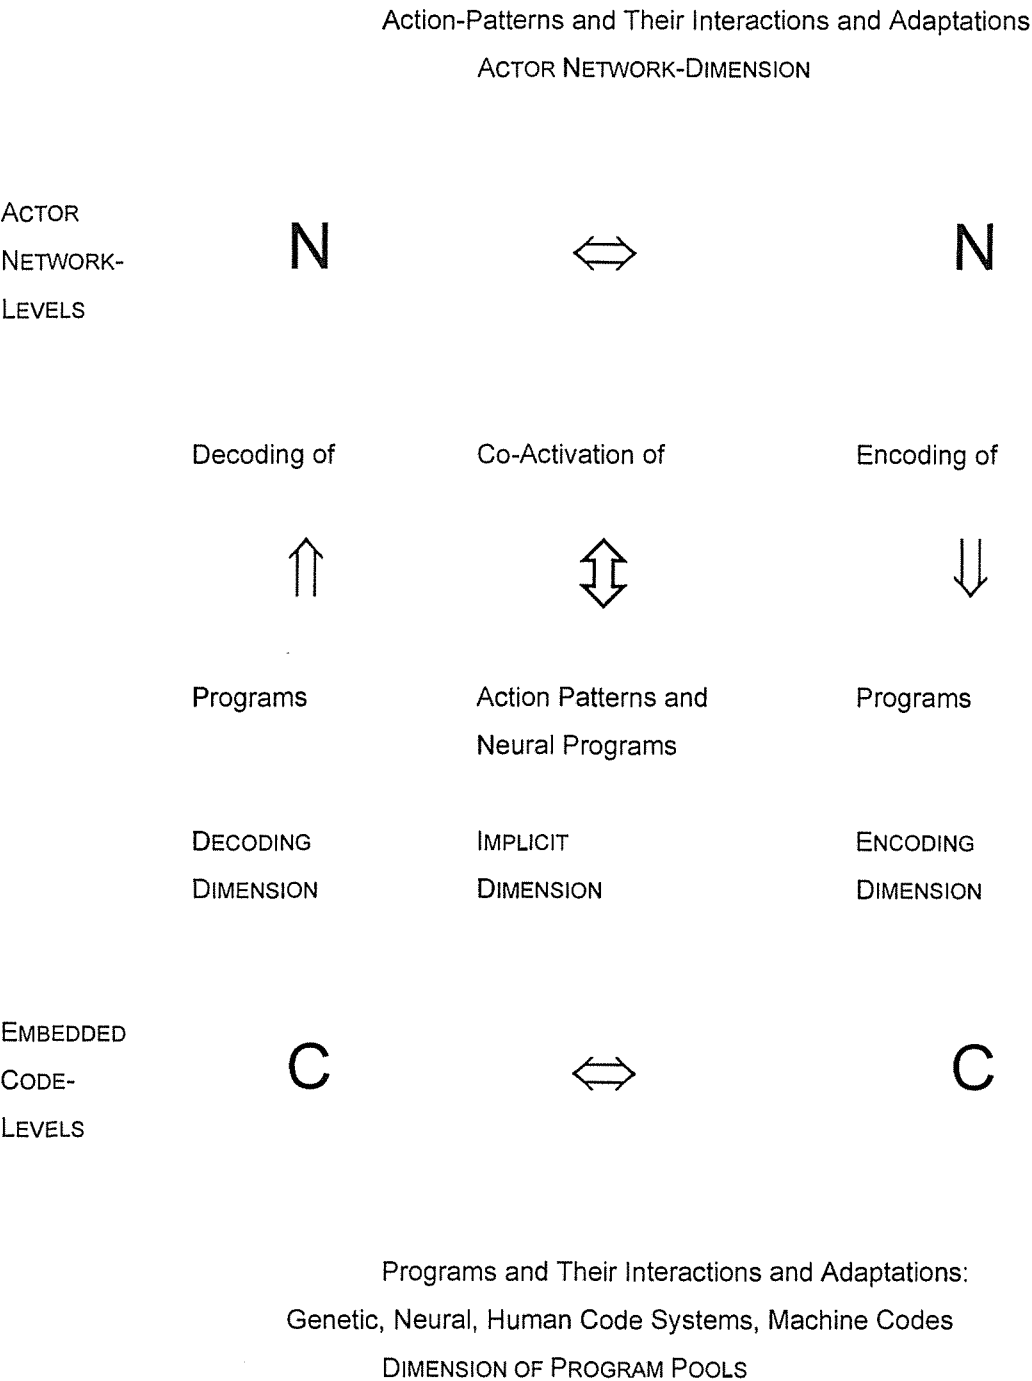 Action-Patterns and Their Interactions and Adaptations
ACTOR NETWORK-DIMENSION
ACTOR
NETWORK-
LEVELS
N ⇔ N
Decoding of Co-Activation of Encoding of
⇑ ⇕ ⇓
Programs Action Patterns and Programs
Neural Programs
DECODING IMPLICIT ENCODING
DIMENSION DIMENSION DIMENSION
EMBEDDED
CODE-
LEVELS
C ⇔ C
Programs and Their Interactions and Adaptations:
Genetic, Neural, Human Code Systems, Machine Codes
DIMENSION OF PROGRAM POOLS